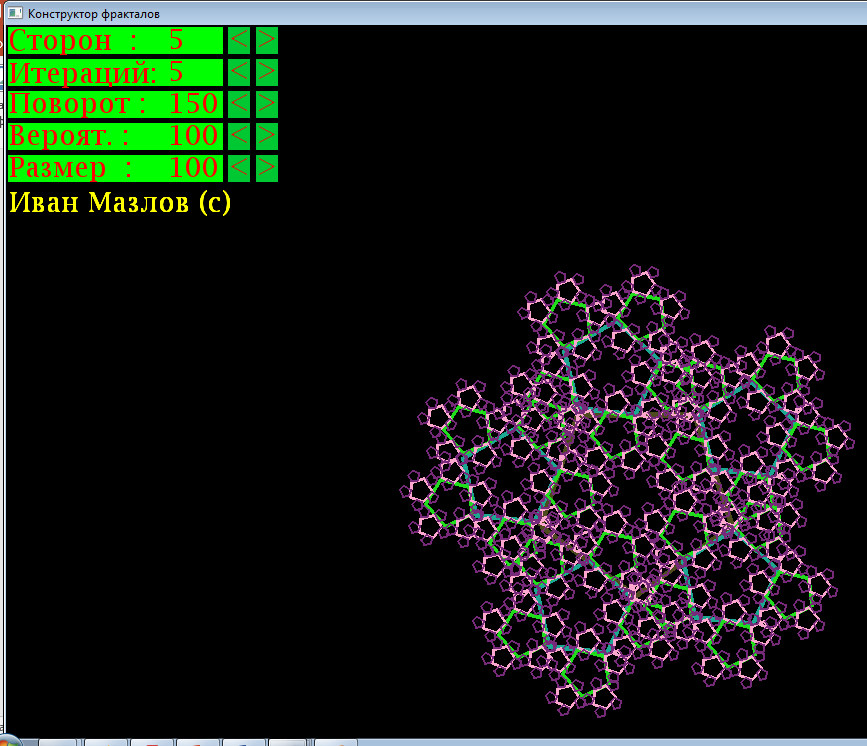 Конструктор фракталов
Сторон : 5 < >
Итераций: 5 < >
Поворот : 150 < >
Вероят. : 100 < >
Размер : 100 < >
Иван Мазлов (c)